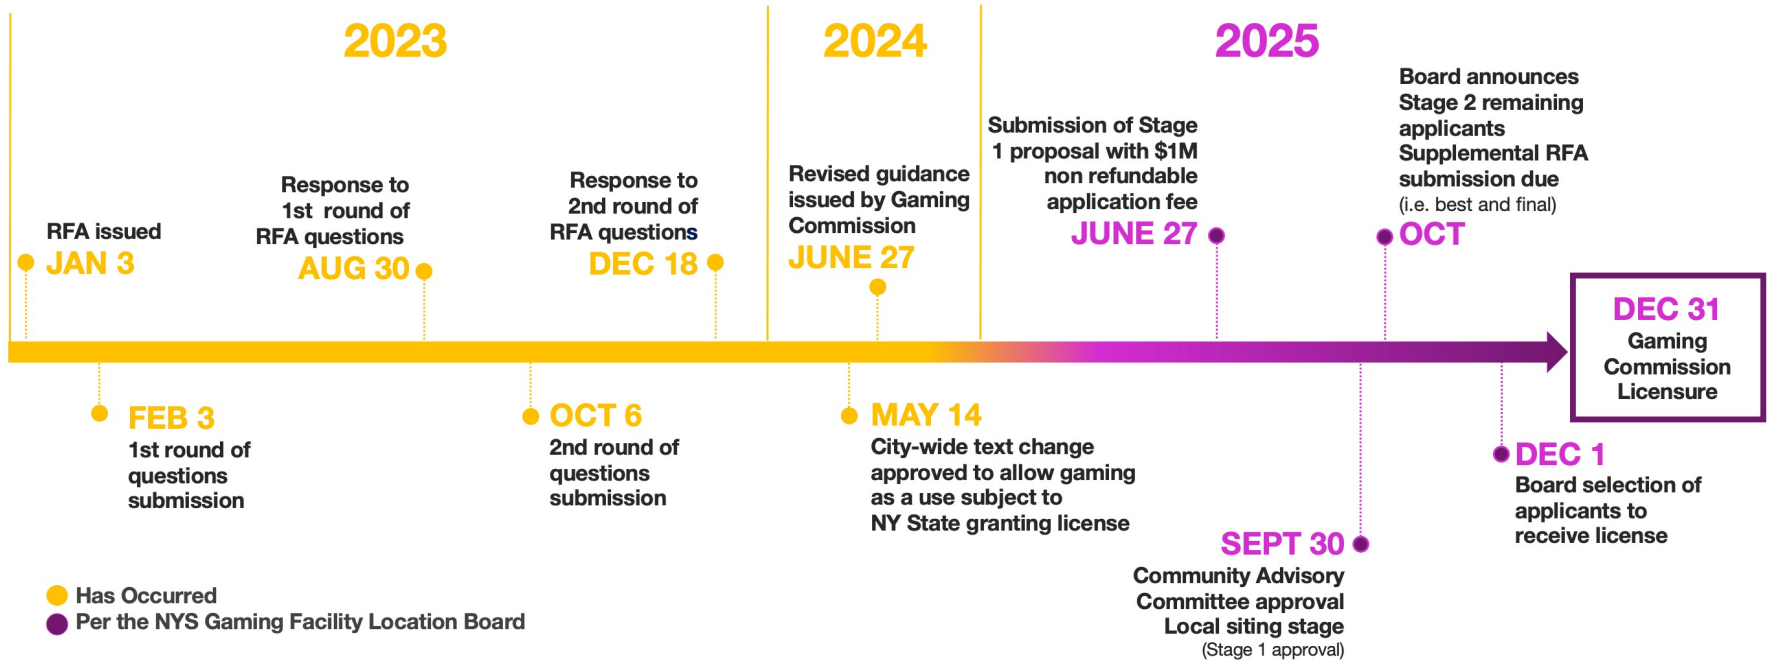 2023
2024
2025
RFA issued
JAN 3
FEB 3
1st round of
questions
submission
Response to
1st round of
RFA questions
AUG 30
OCT 6
2nd round of
questions
submission
Response to
2nd round of
RFA questions
DEC 18
MAY 14
City-wide text change
approved to allow gaming
as a use subject to
NY State granting license
Revised guidance
issued by Gaming
Commission
JUNE 27
Submission of Stage
1 proposal with $1M
non refundable
application fee
JUNE 27
SEPT 30
Community Advisory
Committee approval
Local siting stage
(Stage 1 approval)
Board announces
Stage 2 remaining
applicants
Supplemental RFA
submission due
(i.e. best and final)
OCT
DEC 1
Board selection of
applicants to
receive license
DEC 31
Gaming
Commission
Licensure
Has Occurred
Per the NYS Gaming Facility Location Board